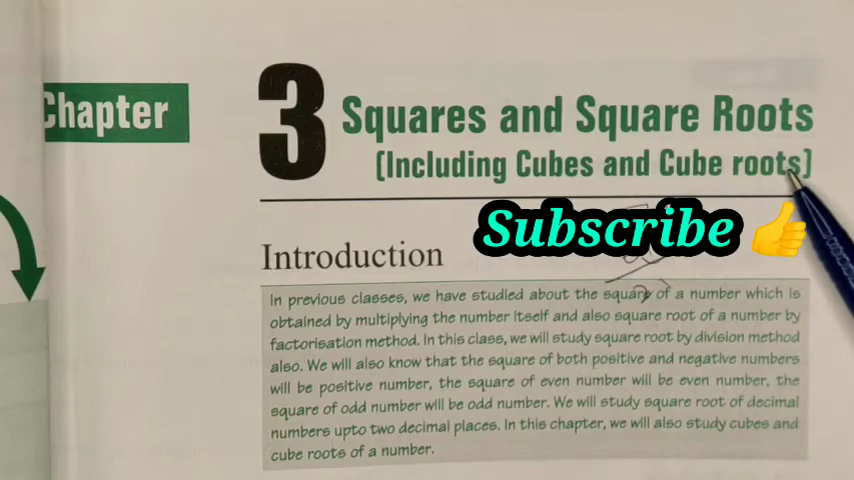 Chapter
3
Squares and Square Roots
[Including Cubes and Cube roots]
Subscribe 👍
Introduction
In previous classes, we have studied about the square of a number which is
obtained by multiplying the number itself and also square root of a number by
factorisation method. In this class, we will study square root by division method
also. We will also know that the square of both positive and negative numbers
will be positive number, the square of even number will be even number, the
square of odd number will be odd number. We will study square root of decimal
numbers upto two decimal places. In this chapter, we will also study cubes and
cube roots of a number.